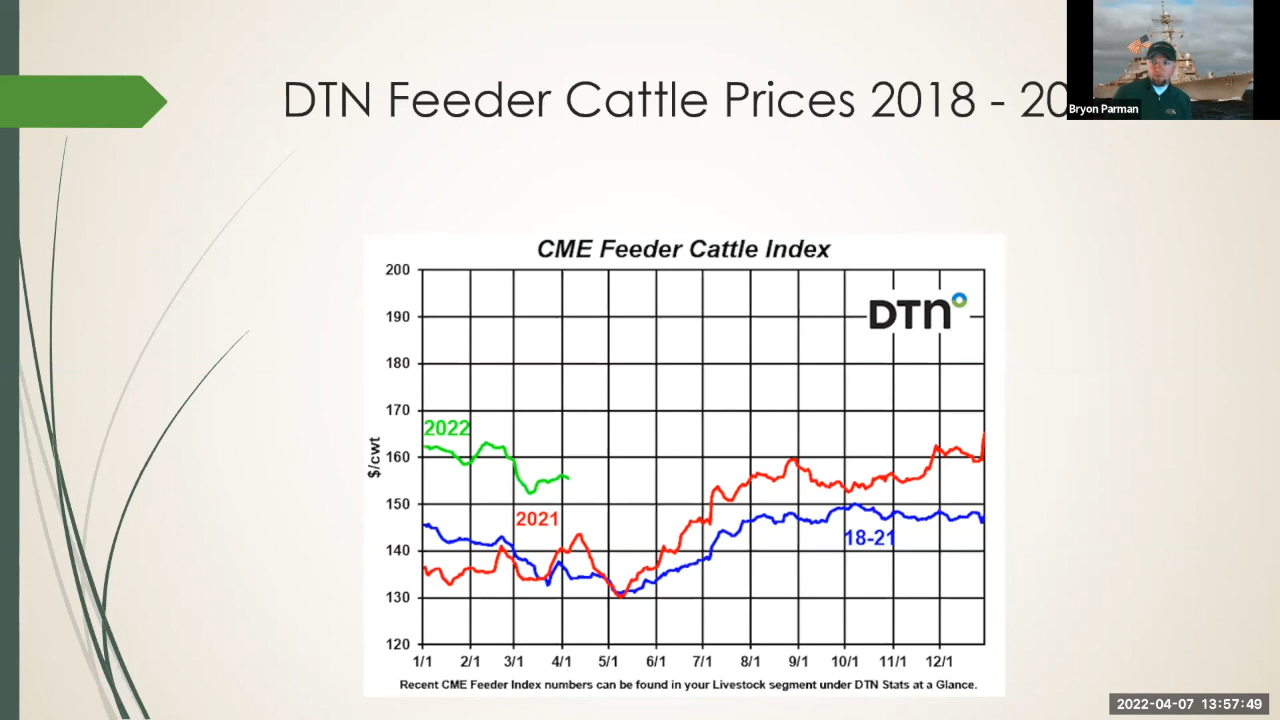 DTN Feeder Cattle Prices 2018 - 20
Bryon Parman
CME Feeder Cattle Index
200
190
180
170
160
150
140
130
120
$/cwt
DTN
2022
2021
18-21
1/1 2/1 3/1 4/1 5/1 6/1 7/1 8/1 9/1 10/1 11/1 12/1
Recent CME Feeder Index numbers can be found in your Livestock segment under DTN Stats at a Glance.
2022-04-07 13:57:49